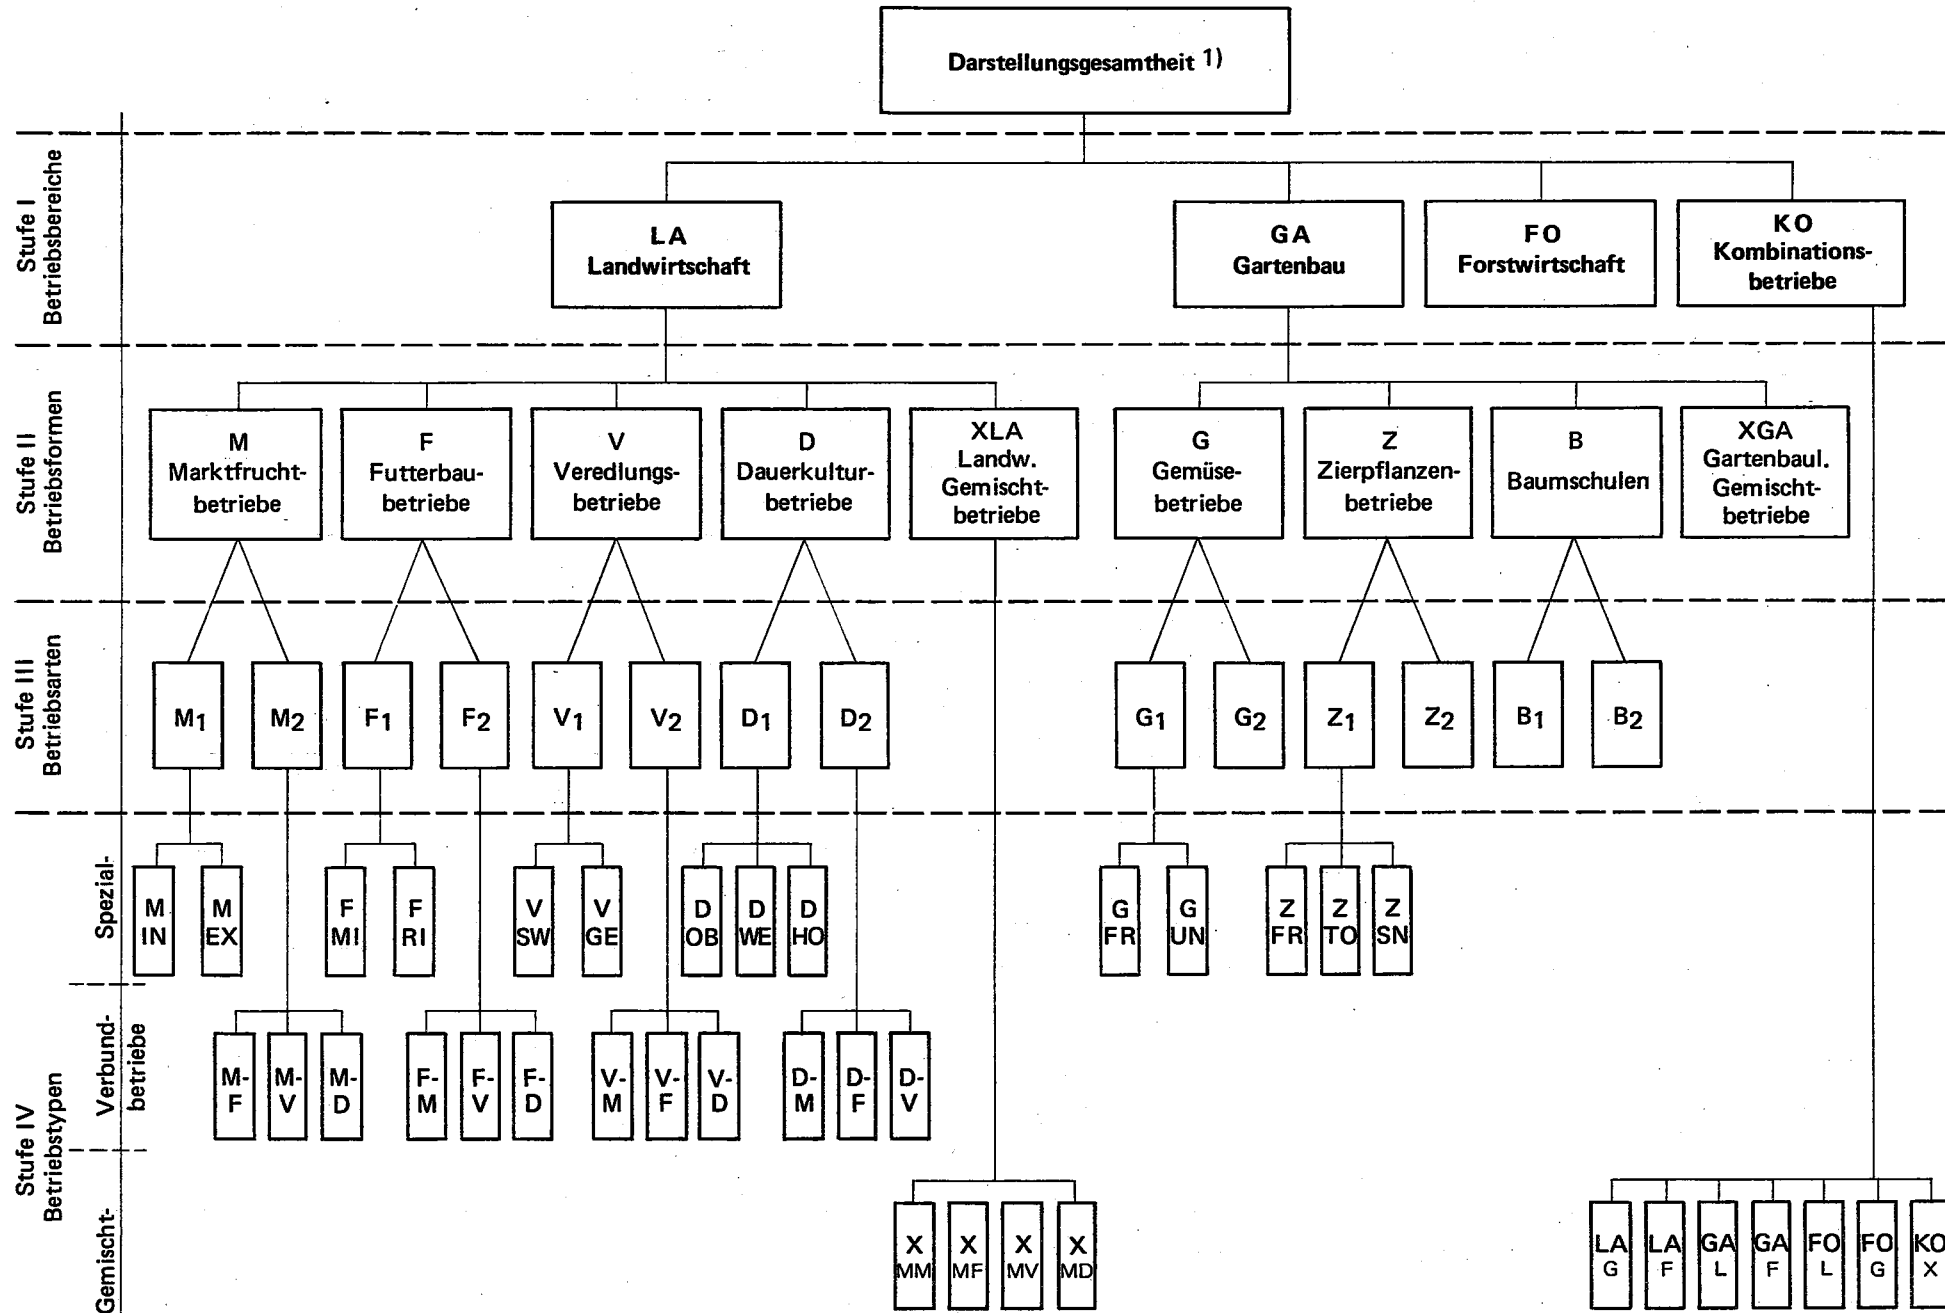 Darstellungsgesamtheit 1)
Stufe I
Betriebsbereiche
LA
Landwirtschaft
GA
Gartenbau
FO
Forstwirtschaft
KO
Kombinations-
betriebe
Stufe II
Betriebsformen
M
Marktfrucht-
betriebe
F
Futterbau-
betriebe
V
Veredlungs-
betriebe
D
Dauerkultur-
betriebe
XLA
Landw.
Gemischt-
betriebe
G
Gemüse-
betriebe
Z
Zierpflanzen-
betriebe
B
Baumschulen
XGA
Gartenbaul.
Gemischt-
betriebe
Stufe III
Betriebsarten
M1
M2
F1
F2
V1
V2
D1
D2
G1
G2
Z1
Z2
B1
B2
Stufe IV
Betriebstypen
Spezial-
M
IN
M
EX
F
MI
F
RI
V
SW
V
GE
D
OB
D
WE
D
HO
G
FR
G
UN
Z
FR
Z
TO
Z
SN
Verbund-
betriebe
M-
F
M-
V
M-
D
F-
M
F-
V
F-
D
V-
M
V-
F
V-
D
D-
M
D-
F
D-
V
Gemischt-
X
MM
X
MF
X
MV
X
MD
LA
G
LA
F
GA
L
GA
F
FO
L
FO
G
KO
X